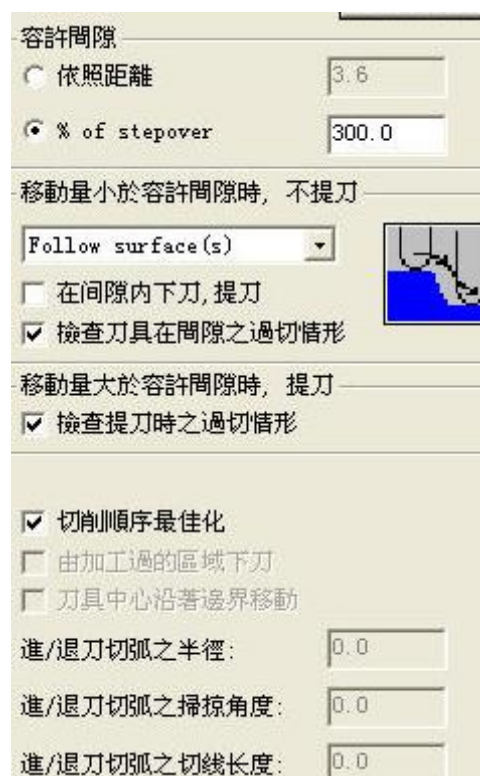 容許間隙
依照距離 3.6
% of stepover 300.0
移動量小於容許間隙時, 不提刀
Follow surface(s)
在间隙内下刀,提刀
檢查刀具在間隙之過切情形
移動量大於容許間隙時, 提刀
檢查提刀時之過切情形
切削順序最佳化
由加工過的區域下刀
刀具中心沿著邊界移動
進/退刀切弧之半徑: 0.0
進/退刀切弧之掃掠角度: 0.0
進/退刀切弧之切线长度: 0.0